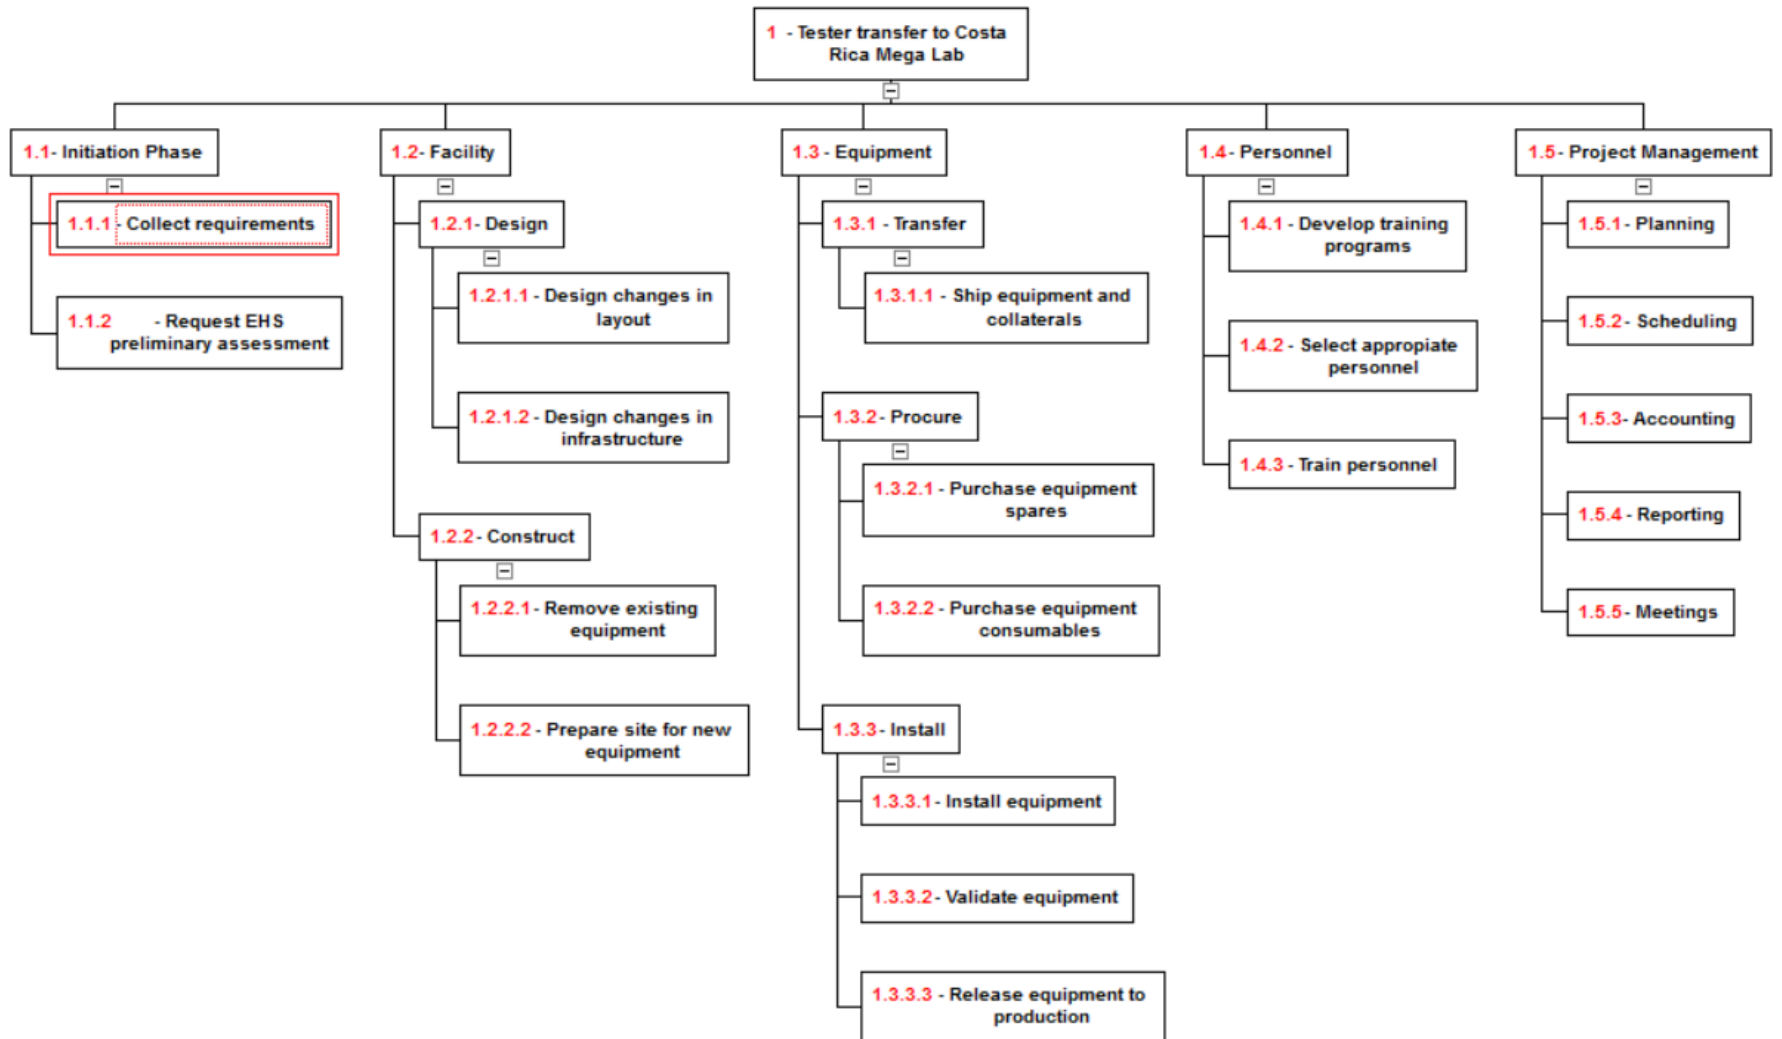 1 - Tester transfer to Costa
Rica Mega Lab
1.1- Initiation Phase
1.1.1 - Collect requirements
1.1.2 - Request EHS
preliminary assessment
1.2- Facility
1.2.1- Design
1.2.1.1 - Design changes in
layout
1.2.1.2 - Design changes in
infrastructure
1.2.2- Construct
1.2.2.1- Remove existing
equipment
1.2.2.2 - Prepare site for new
equipment
1.3 - Equipment
1.3.1 - Transfer
1.3.1.1 - Ship equipment and
collaterals
1.3.2- Procure
1.3.2.1 - Purchase equipment
spares
1.3.2.2 - Purchase equipment
consumables
1.3.3- Install
1.3.3.1- Install equipment
1.3.3.2- Validate equipment
1.3.3.3 - Release equipment to
production
1.4- Personnel
1.4.1 - Develop training
programs
1.4.2 - Select appropiate
personnel
1.4.3 - Train personnel
1.5- Project Management
1.5.1- Planning
1.5.2- Scheduling
1.5.3- Accounting
1.5.4- Reporting
1.5.5- Meetings